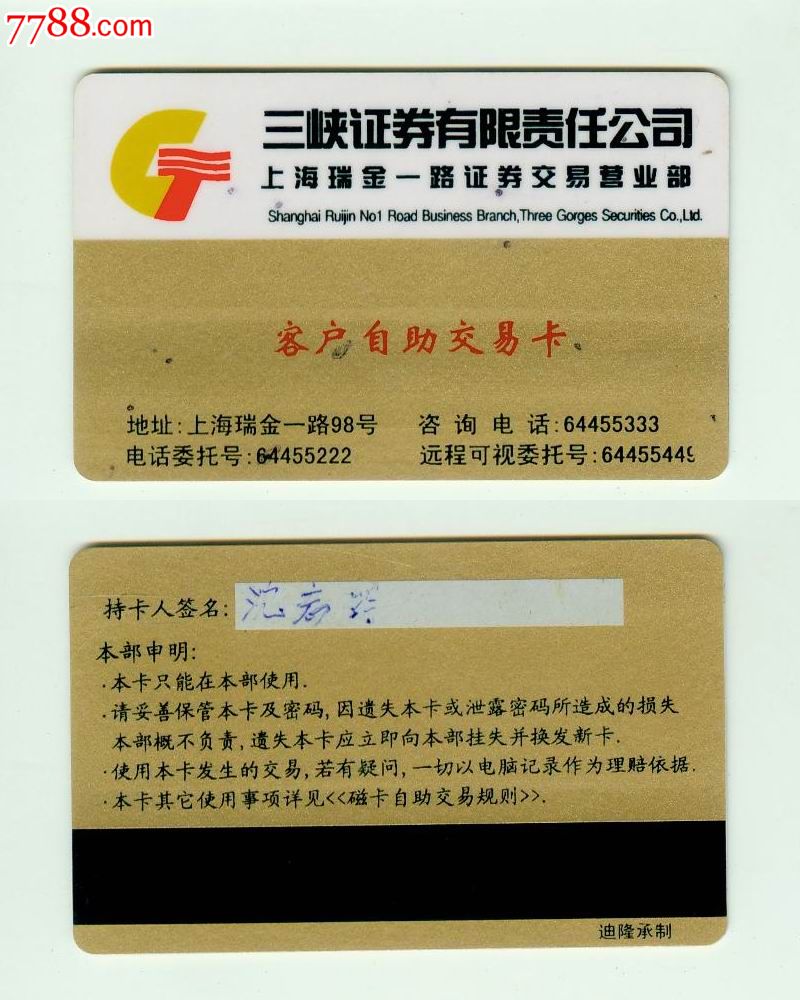 7788.com
三峡证券有限责任公司
上海瑞金一路证券交易营业部
Shanghai Ruijin No1 Road Business Branch,Three Gorges Securities Co.,Ltd.
客户自助交易卡
地址:上海瑞金一路98号 咨询电话:64455333
电话委托号:64455222 远程可视委托号:64455449
持卡人签名:
本部申明:
·本卡只能在本部使用.
·请妥善保管本卡及密码,因遗失本卡或泄露密码所造成的损失
本部概不负责,遗失本卡应立即向本部挂失并换发新卡.
·使用本卡发生的交易,若有疑问,一切以电脑记录作为理赔依据.
·本卡其它使用事项详见<<磁卡自助交易规则>>.
迪隆承制